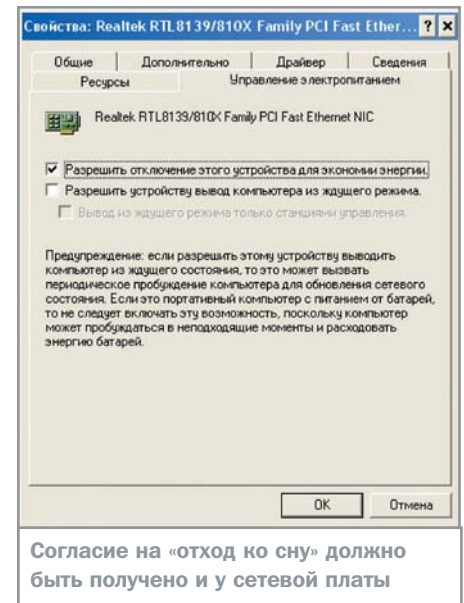 Свойства: Realtek RTL8139/810X Family PCI Fast Ether...
Общие
Дополнительно
Драйвер
Сведения
Ресурсы
Управление электропитанием
Realtek RTL8139/810X Family PCI Fast Ethernet NIC
Разрешить отключение этого устройства для экономии энергии.
Разрешить устройству вывод компьютера из ждущего режима.
Вывод из ждущего режима только станциями управления.
Предупреждение: если разрешить этому устройству выводить
компьютер из ждущего состояния, то это может вызвать
периодическое пробуждение компьютера для обновления сетевого
состояния. Если это портативный компьютер с питанием от батарей,
то не следует включать эту возможность, поскольку компьютер
может пробуждаться в неподходящие моменты и расходовать
энергию батарей.
OK
Отмена
Согласие на «отход ко сну» должно
быть получено и у сетевой платы